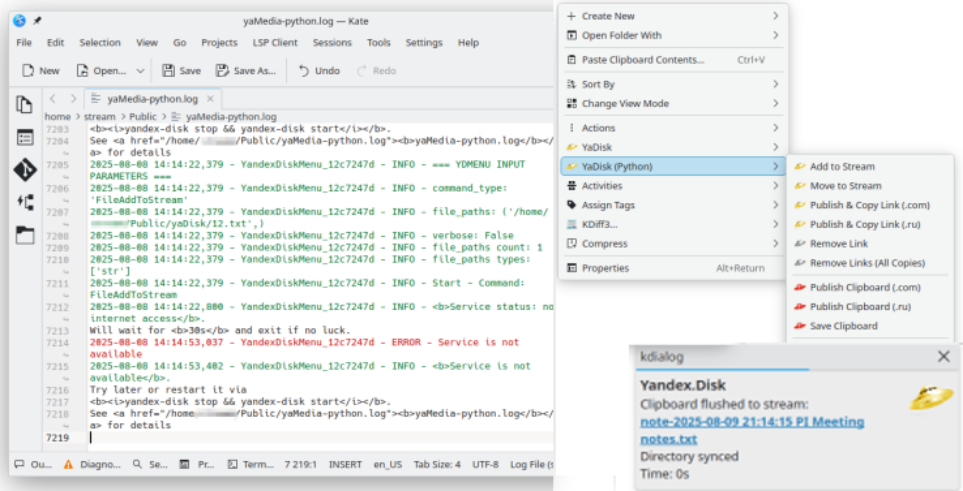 yaMedia-python.log — Kate
File Edit Selection View Go Projects LSP Client Sessions Tools Settings Help
New Open... Save Save As... Undo Redo
yaMedia-python.log
home > stream > Public > yaMedia-python.log
7203 <b><i>yandex-disk stop && yandex-disk start</i></b>.
7204 See <a href="/home/ /Public/yaMedia-python.log"><b>yaMedia-python.log</b></
a> for details
7205 2025-08-08 14:14:22,379 - YandexDiskMenu_12c7247d - INFO - === YDMENU INPUT
PARAMETERS ===
7206 2025-08-08 14:14:22,379 - YandexDiskMenu_12c7247d - INFO - command_type:
'FileAddToStream'
7207 2025-08-08 14:14:22,379 - YandexDiskMenu_12c7247d - INFO - file_paths: ('/home/
/Public/yaDisk/12.txt',)
7208 2025-08-08 14:14:22,379 - YandexDiskMenu_12c7247d - INFO - verbose: False
7209 2025-08-08 14:14:22,379 - YandexDiskMenu_12c7247d - INFO - file_paths count: 1
7210 2025-08-08 14:14:22,379 - YandexDiskMenu_12c7247d - INFO - file_paths types:
['str']
7211 2025-08-08 14:14:22,379 - YandexDiskMenu_12c7247d - INFO - Start - Command:
FileAddToStream
7212 2025-08-08 14:14:22,800 - YandexDiskMenu_12c7247d - INFO - <b>Service status: no
internet access</b>.
7213 Will wait for <b>30s</b> and exit if no luck.
7214 2025-08-08 14:14:53,037 - YandexDiskMenu_12c7247d - ERROR - Service is not
available
7215 2025-08-08 14:14:53,402 - YandexDiskMenu_12c7247d - INFO - <b>Service is not
available</b>.
7216 Try later or restart it via
7217 <b><i>yandex-disk stop && yandex-disk start</i></b>.
7218 See <a href="/home/ /Public/yaMedia-python.log"><b>yaMedia-python.log</b></
a> for details
7219
Ou... Diagno... Se... Pr... Term... 7 219:1 INSERT en_US Tab Size: 4 UTF-8 Log File (s
Create New
Open Folder With
Paste Clipboard Contents... Ctrl+V
Sort By
Change View Mode
Actions
YaDisk
YaDisk (Python)
Activities
Assign Tags
KDiff3...
Compress
Properties Alt+Return
Add to Stream
Move to Stream
Publish & Copy Link (.com)
Publish & Copy Link (.ru)
Remove Link
Remove Links (All Copies)
Publish Clipboard (.com)
Publish Clipboard (.ru)
Save Clipboard
kdialog
Yandex.Disk
Clipboard flushed to stream:
note-2025-08-09 21:14:15 PI Meeting
notes.txt
Directory synced
Time: 0s